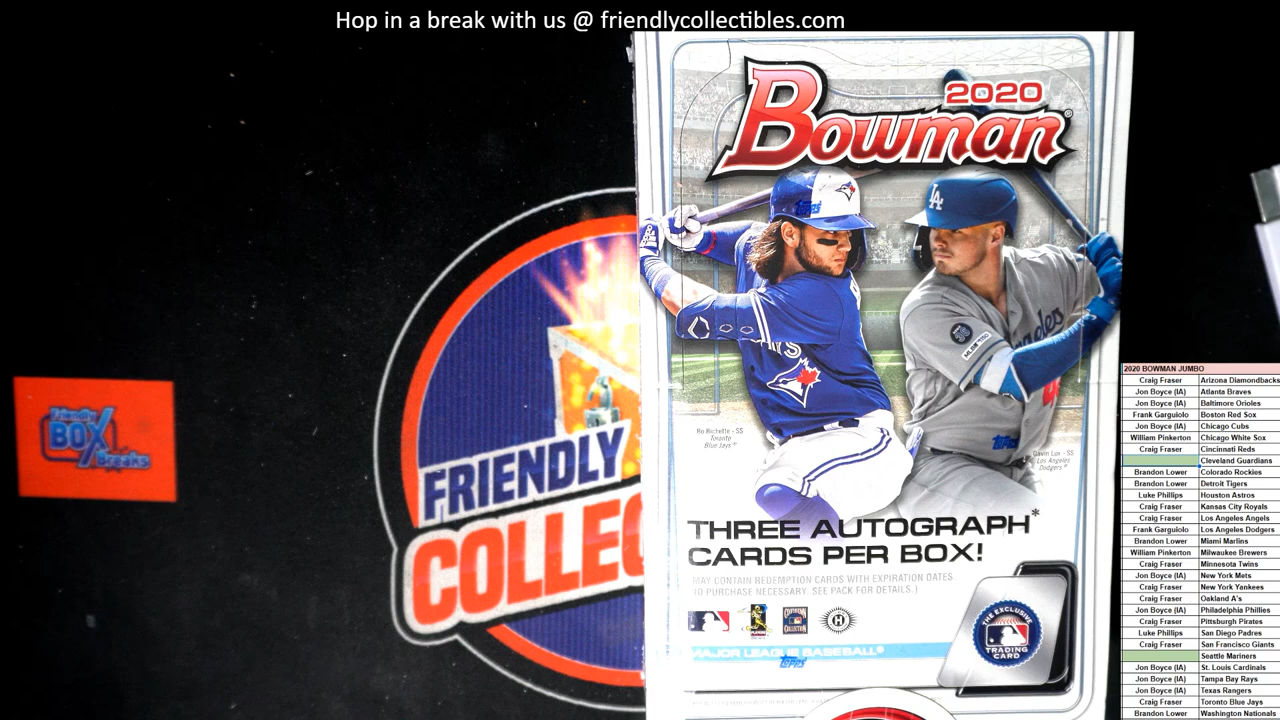 Hop in a break with us @ friendlycollectibles.com
2020
Bowman®
LA
Topps
Bo Bichette - SS
Toronto
Blue Jays®
Gavin Lux - SS
Los Angeles
Dodgers®
Topps
THREE AUTOGRAPH*
CARDS PER BOX!
MAY CONTAIN REDEMPTION CARDS WITH EXPIRATION DATES
NO PURCHASE NECESSARY. SEE PACK FOR DETAILS.)
MAJOR LEAGUE BASEBALL®
Topps
THE EXCLUSIVE
TRADING
CARD
Friendly
BOX
Breaks
FRIENDLY
2020 BOWMAN JUMBO
Craig Fraser Arizona Diamondbacks
Jon Boyce (IA) Atlanta Braves
Jon Boyce (IA) Baltimore Orioles
Frank Garguiolo Boston Red Sox
Jon Boyce (IA) Chicago Cubs
William Pinkerton Chicago White Sox
Craig Fraser Cincinnati Reds
Cleveland Guardians
Brandon Lower Colorado Rockies
Brandon Lower Detroit Tigers
Luke Phillips Houston Astros
Craig Fraser Kansas City Royals
Craig Fraser Los Angeles Angels
Frank Garguiolo Los Angeles Dodgers
Brandon Lower Miami Marlins
William Pinkerton Milwaukee Brewers
Craig Fraser Minnesota Twins
Jon Boyce (IA) New York Mets
Craig Fraser New York Yankees
Craig Fraser Oakland A's
Jon Boyce (IA) Philadelphia Phillies
Craig Fraser Pittsburgh Pirates
Luke Phillips San Diego Padres
Craig Fraser San Francisco Giants
Seattle Mariners
Jon Boyce (IA) St. Louis Cardinals
Jon Boyce (IA) Tampa Bay Rays
Jon Boyce (IA) Texas Rangers
Craig Fraser Toronto Blue Jays
Brandon Lower Washington Nationals